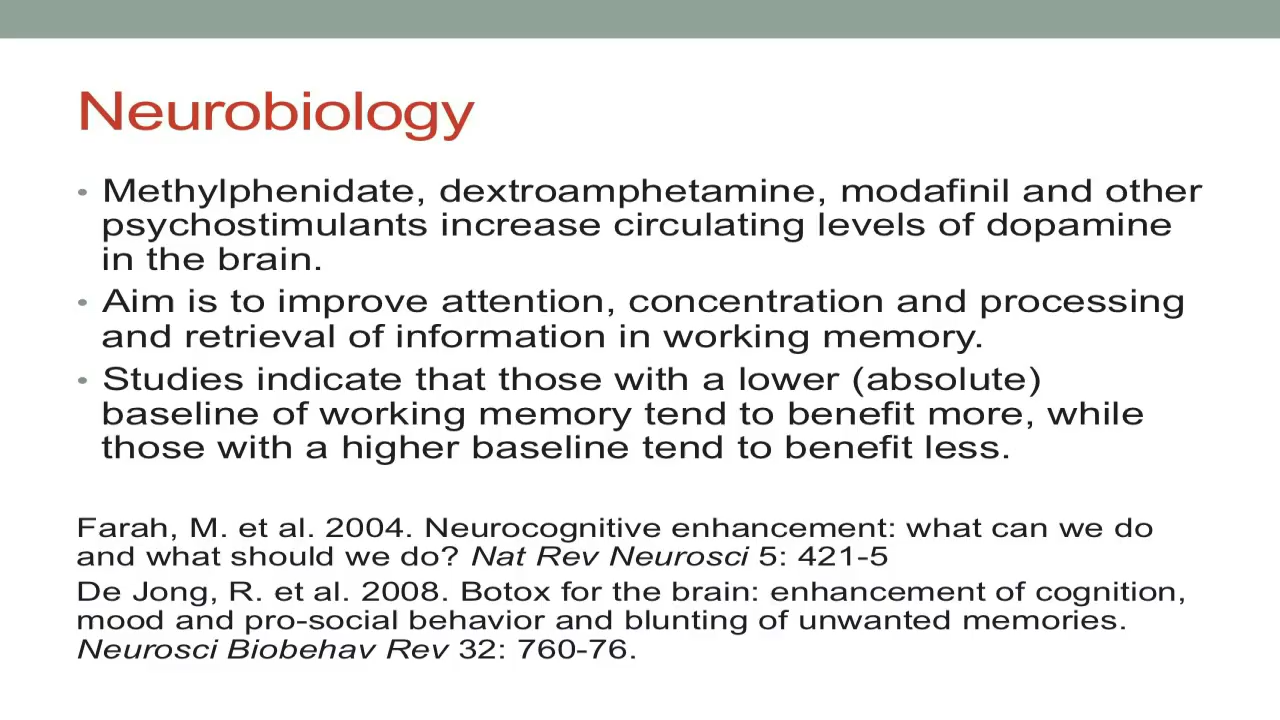 Neurobiology
• Methylphenidate, dextroamphetamine, modafinil and other
psychostimulants increase circulating levels of dopamine
in the brain.
• Aim is to improve attention, concentration and processing
and retrieval of information in working memory.
• Studies indicate that those with a lower (absolute)
baseline of working memory tend to benefit more, while
those with a higher baseline tend to benefit less.
Farah, M. et al. 2004. Neurocognitive enhancement: what can we do
and what should we do? Nat Rev Neurosci 5: 421-5
De Jong, R. et al. 2008. Botox for the brain: enhancement of cognition,
mood and pro-social behavior and blunting of unwanted memories.
Neurosci Biobehav Rev 32: 760-76.